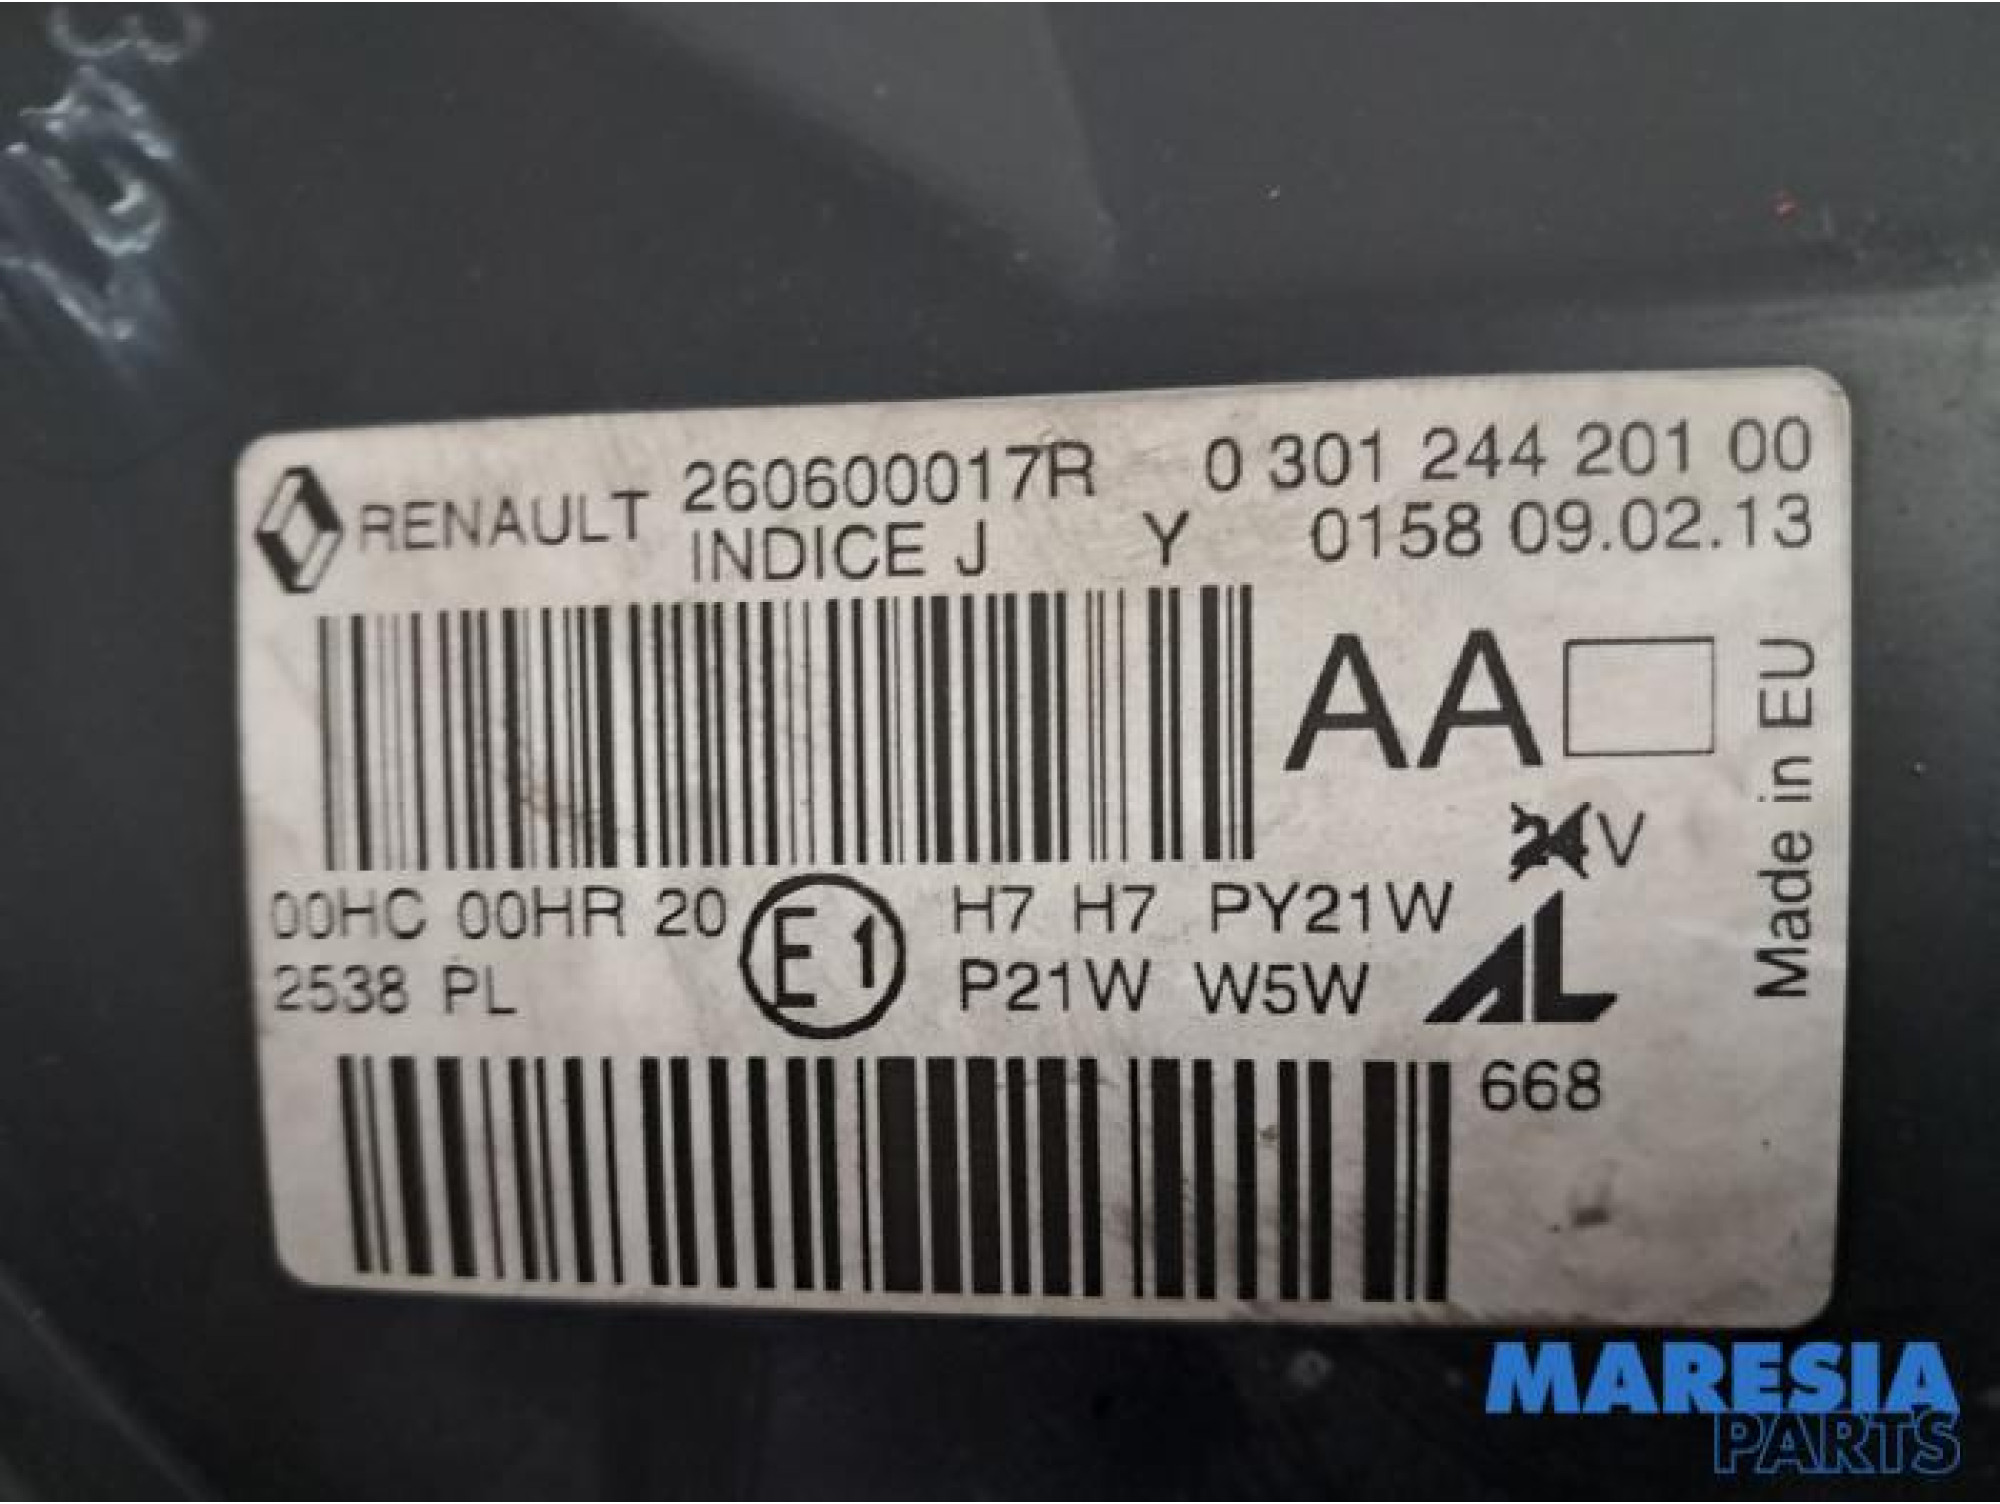 RENAULT 260600017R 0 301 244 201 00
INDICE J Y 0158 09.02.13
AA
Made in EU
V
00HC 00HR 20 E1 H7 H7 PY21W
2538 PL P21W W5W AL
668
MARESIA
PARTS